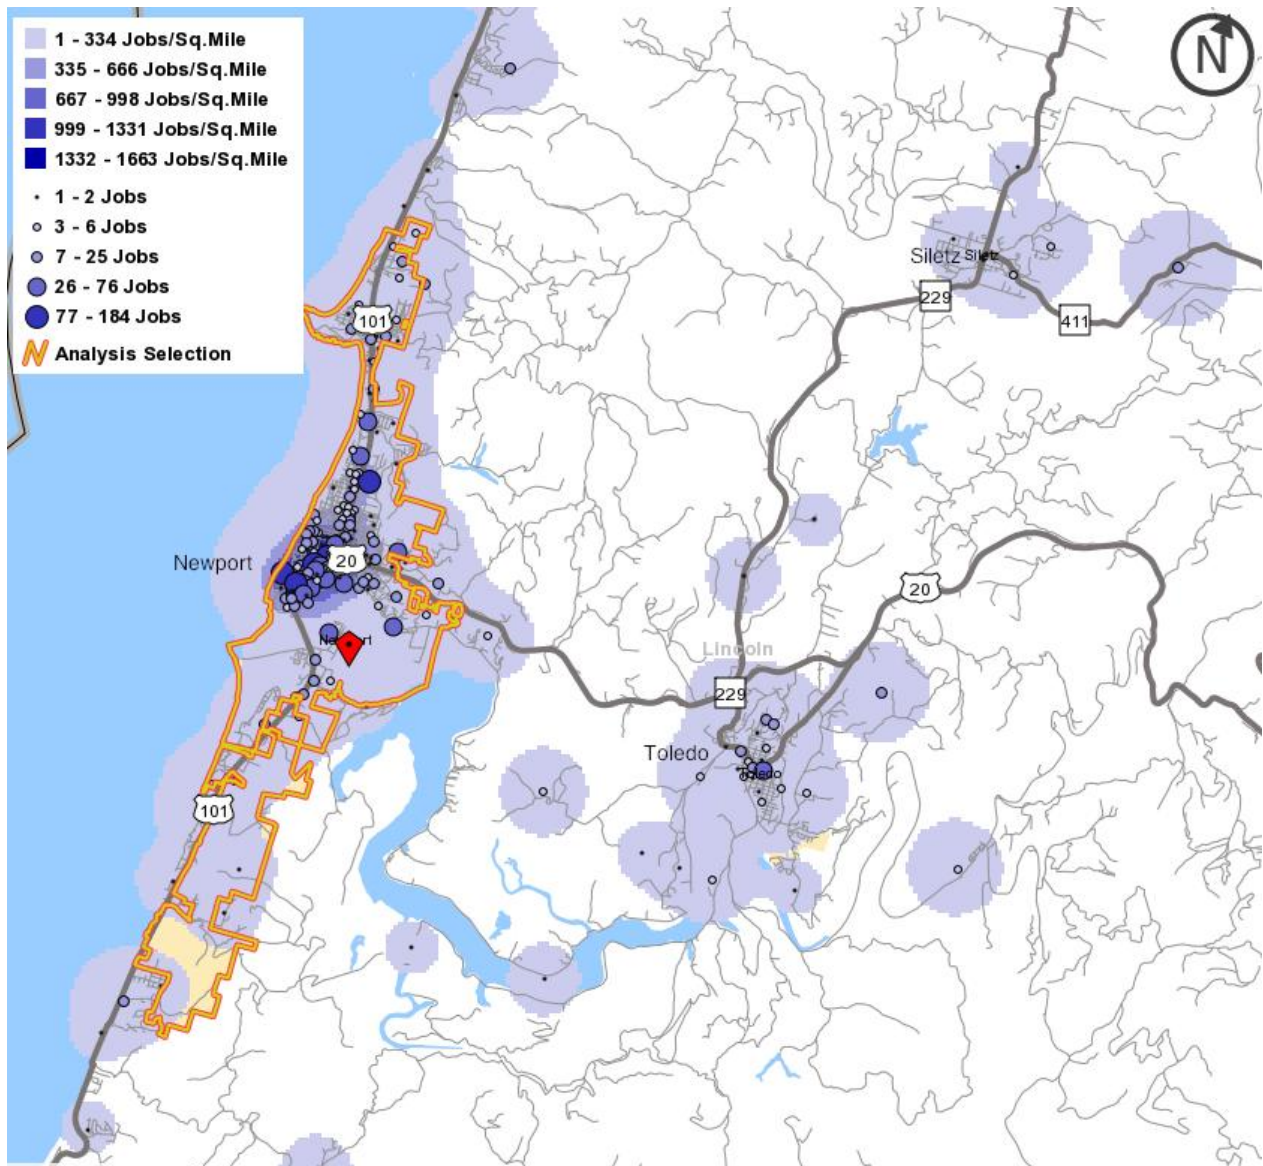 1 - 334 Jobs/Sq.Mile
335 - 666 Jobs/Sq.Mile
667 - 998 Jobs/Sq.Mile
999 - 1331 Jobs/Sq.Mile
1332 - 1663 Jobs/Sq.Mile
1 - 2 Jobs
3 - 6 Jobs
7 - 25 Jobs
26 - 76 Jobs
77 - 184 Jobs
Analysis Selection
N
Siletz
Siletz
229
411
101
Newport
20
20
Lincoln
229
Toledo
Toledo
101